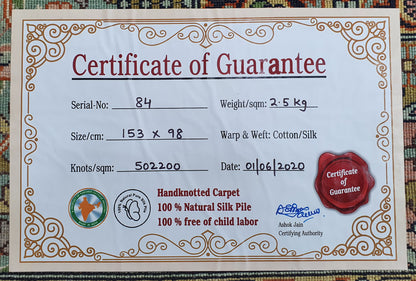 Certificate of Guarantee
Serial-No: 84
Weight/sqm: 2.5 kg
Size/cm: 153 x 98
Warp & Weft: Cotton/Silk
Knots/sqm: 502200
Date: 01/06/2020
Handknotted Carpet
100 % Natural Silk Pile
100 % free of child labor
Certificate
of
Guarantee
Ashok Jain
Certifying Authority